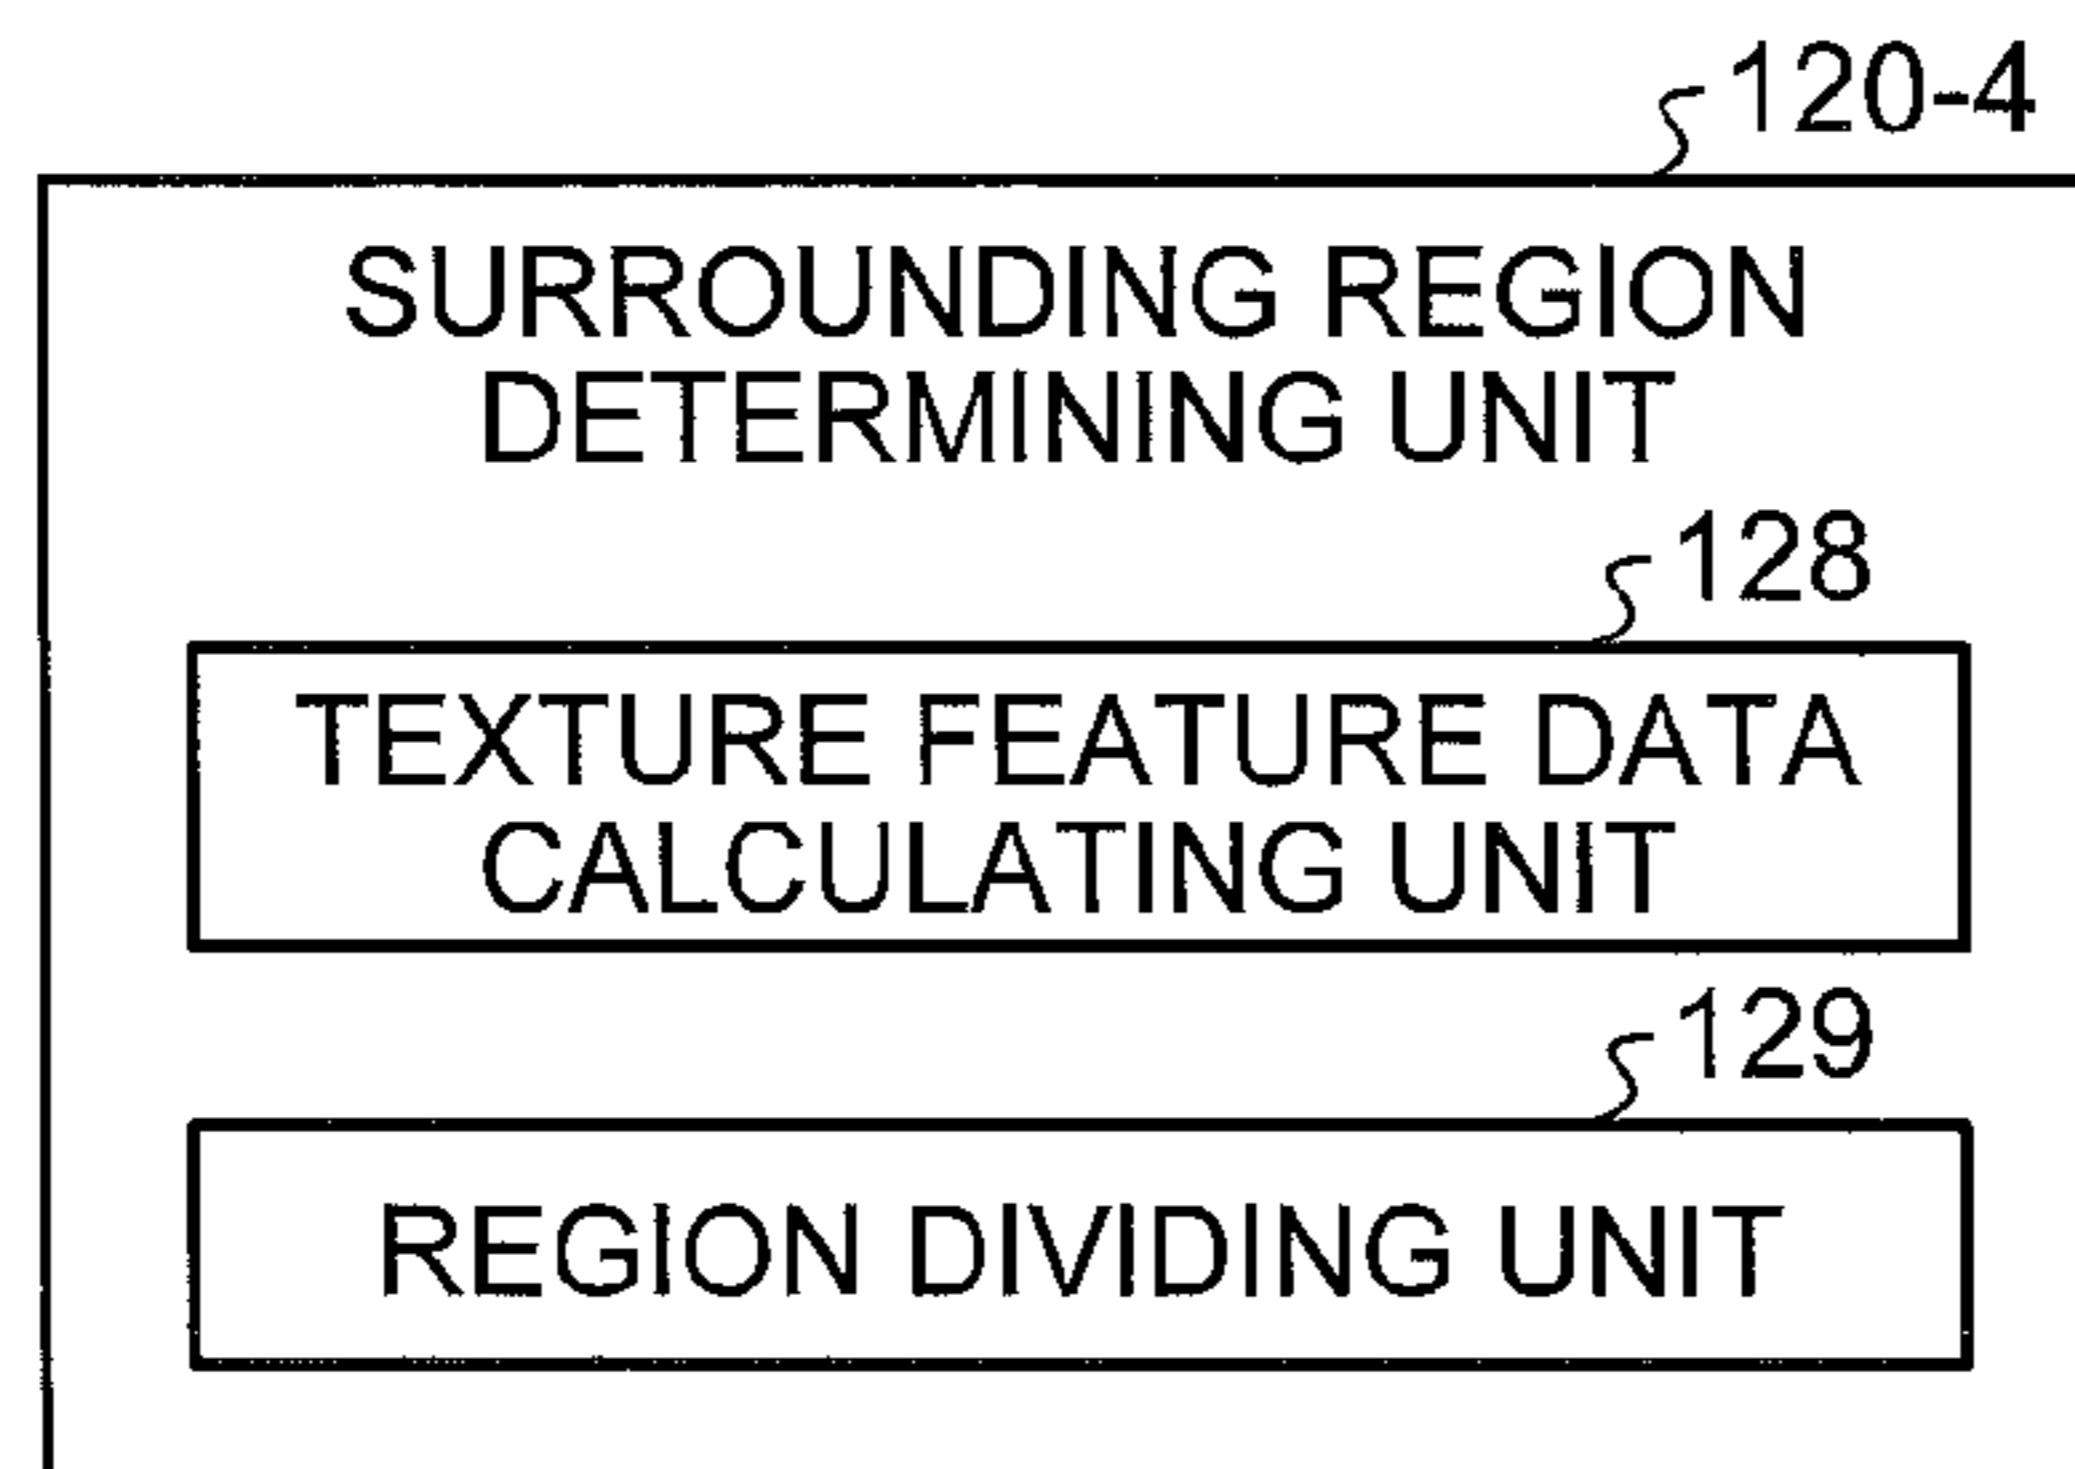 120-4
SURROUNDING REGION
DETERMINING UNIT
128
TEXTURE FEATURE DATA
CALCULATING UNIT
129
REGION DIVIDING UNIT